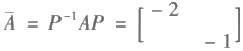 Ā = P⁻¹AP = [ -2
-1 ]